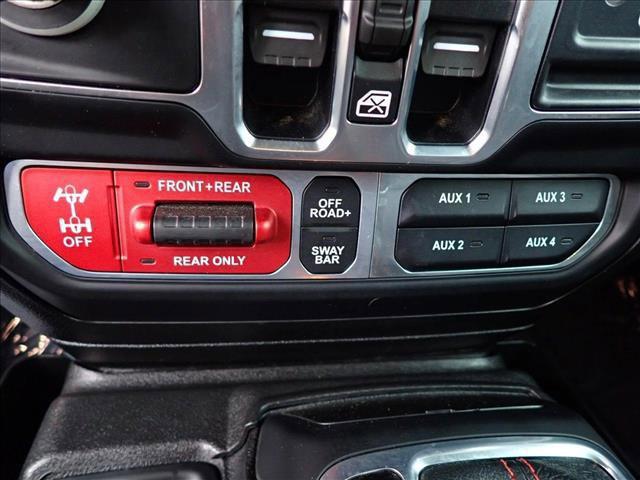 FRONT+REAR
OFF
REAR ONLY
OFF
ROAD+
SWAY
BAR
AUX 1
AUX 3
AUX 2
AUX 4